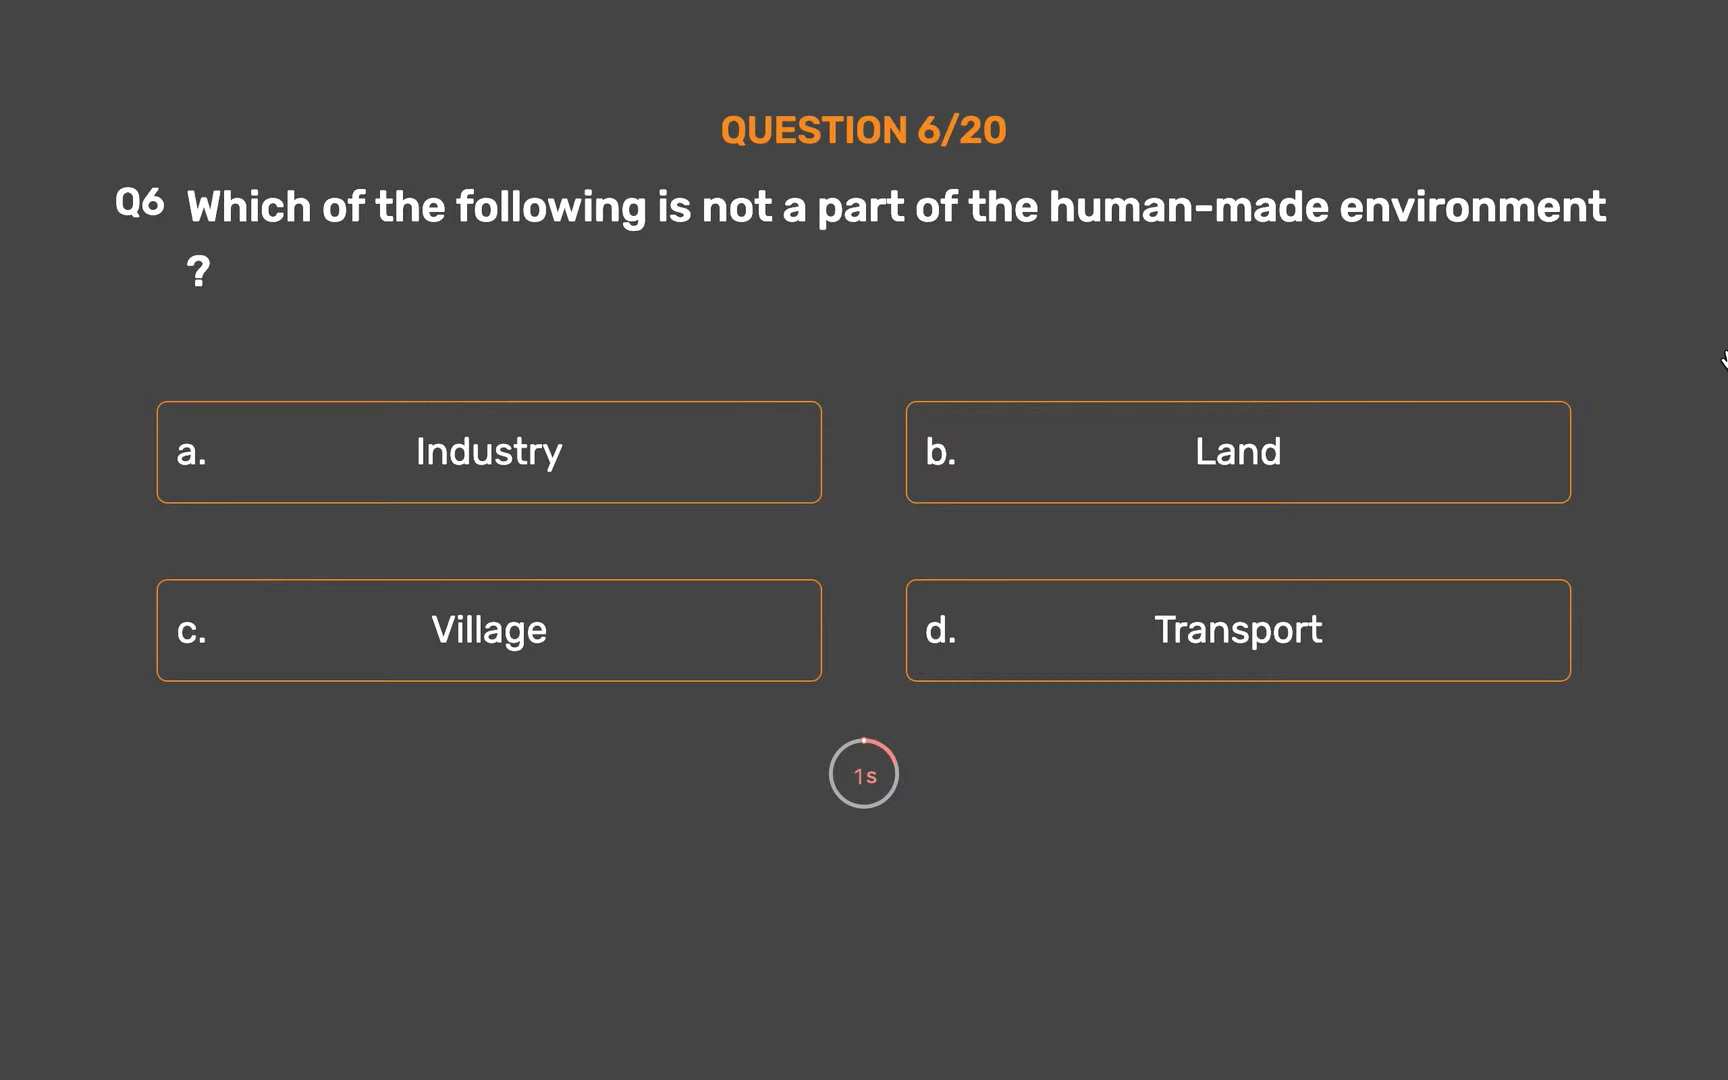 QUESTION 6/20
Q6 Which of the following is not a part of the human-made environment
?
a. Industry
b. Land
c. Village
d. Transport
1s